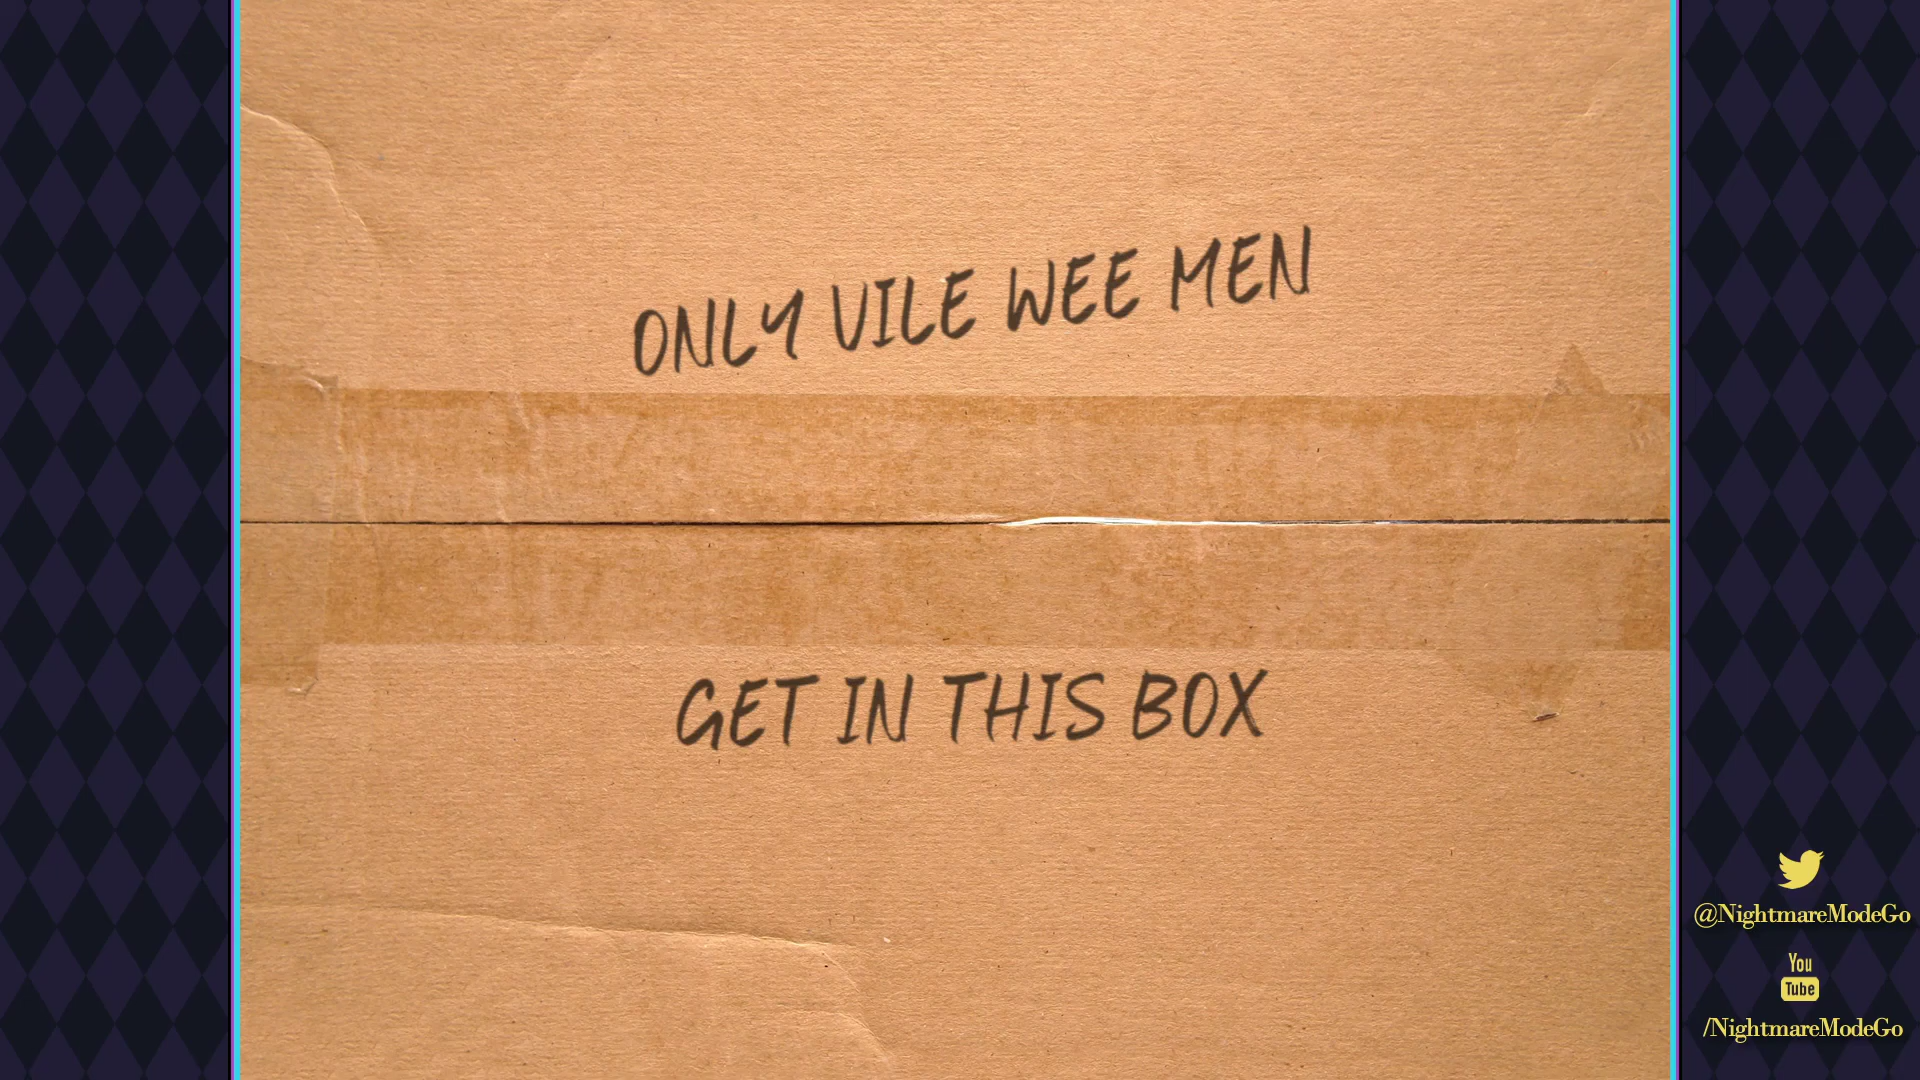 ONLY VILE WEE MEN
GET IN THIS BOX
@NightmareModeGo
You
Tube
/NightmareModeGo